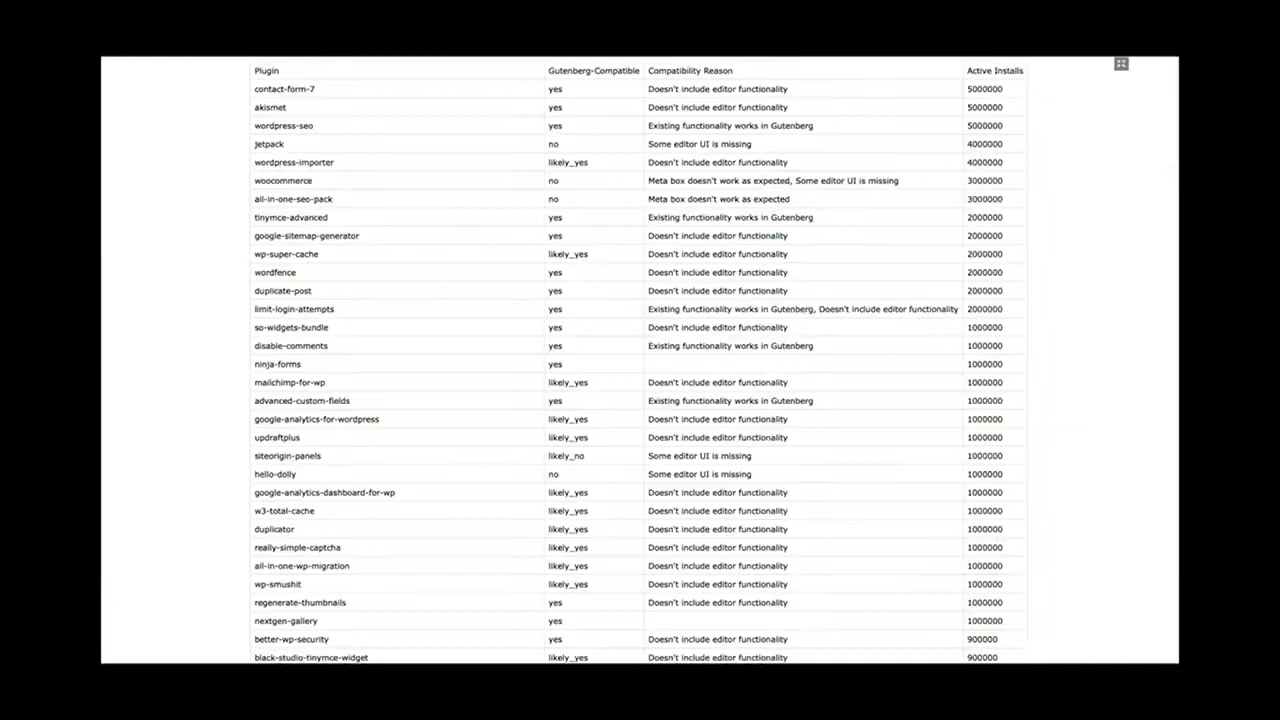 Plugin Gutenberg-Compatible Compatibility Reason Active Installs
contact-form-7 yes Doesn't include editor functionality 5000000
akismet yes Doesn't include editor functionality 5000000
wordpress-seo yes Existing functionality works in Gutenberg 5000000
jetpack no Some editor UI is missing 4000000
wordpress-importer likely_yes Doesn't include editor functionality 4000000
woocommerce no Meta box doesn't work as expected, Some editor UI is missing 3000000
all-in-one-seo-pack no Meta box doesn't work as expected 3000000
tinymce-advanced yes Existing functionality works in Gutenberg 2000000
google-sitemap-generator yes Doesn't include editor functionality 2000000
wp-super-cache likely_yes Doesn't include editor functionality 2000000
wordfence yes Doesn't include editor functionality 2000000
duplicate-post yes Doesn't include editor functionality 2000000
limit-login-attempts yes Existing functionality works in Gutenberg, Doesn't include editor functionality 2000000
so-widgets-bundle yes Doesn't include editor functionality 1000000
disable-comments yes Existing functionality works in Gutenberg 1000000
ninja-forms yes 1000000
mailchimp-for-wp likely_yes Doesn't include editor functionality 1000000
advanced-custom-fields yes Existing functionality works in Gutenberg 1000000
google-analytics-for-wordpress likely_yes Doesn't include editor functionality 1000000
updraftplus likely_yes Doesn't include editor functionality 1000000
siteorigin-panels likely_no Some editor UI is missing 1000000
hello-dolly no Some editor UI is missing 1000000
google-analytics-dashboard-for-wp likely_yes Doesn't include editor functionality 1000000
w3-total-cache likely_yes Doesn't include editor functionality 1000000
duplicator likely_yes Doesn't include editor functionality 1000000
really-simple-captcha likely_yes Doesn't include editor functionality 1000000
all-in-one-wp-migration likely_yes Doesn't include editor functionality 1000000
wp-smushit likely_yes Doesn't include editor functionality 1000000
regenerate-thumbnails yes Doesn't include editor functionality 1000000
nextgen-gallery yes 1000000
better-wp-security yes Doesn't include editor functionality 900000
black-studio-tinymce-widget likely_yes Doesn't include editor functionality 900000